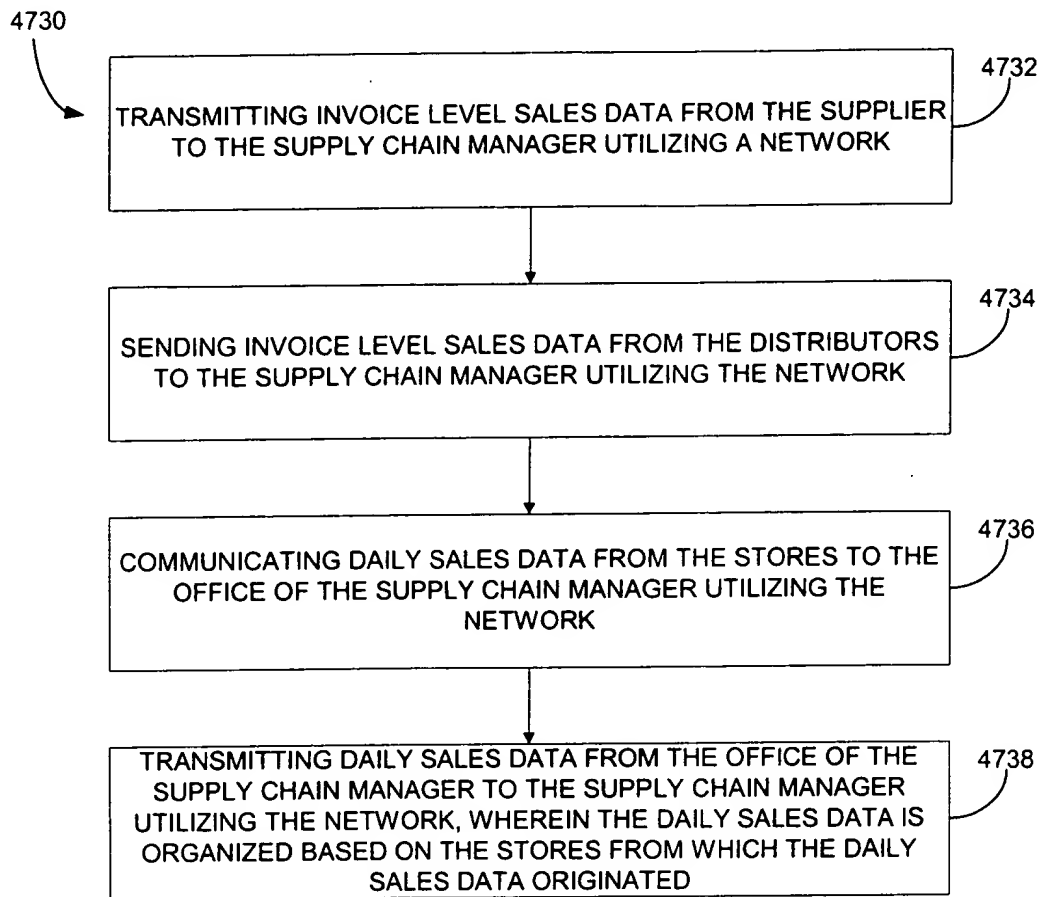 4730
4732
TRANSMITTING INVOICE LEVEL SALES DATA FROM THE SUPPLIER
TO THE SUPPLY CHAIN MANAGER UTILIZING A NETWORK
4734
SENDING INVOICE LEVEL SALES DATA FROM THE DISTRIBUTORS
TO THE SUPPLY CHAIN MANAGER UTILIZING THE NETWORK
4736
COMMUNICATING DAILY SALES DATA FROM THE STORES TO THE
OFFICE OF THE SUPPLY CHAIN MANAGER UTILIZING THE
NETWORK
4738
TRANSMITTING DAILY SALES DATA FROM THE OFFICE OF THE
SUPPLY CHAIN MANAGER TO THE SUPPLY CHAIN MANAGER
UTILIZING THE NETWORK, WHEREIN THE DAILY SALES DATA IS
ORGANIZED BASED ON THE STORES FROM WHICH THE DAILY
SALES DATA ORIGINATED